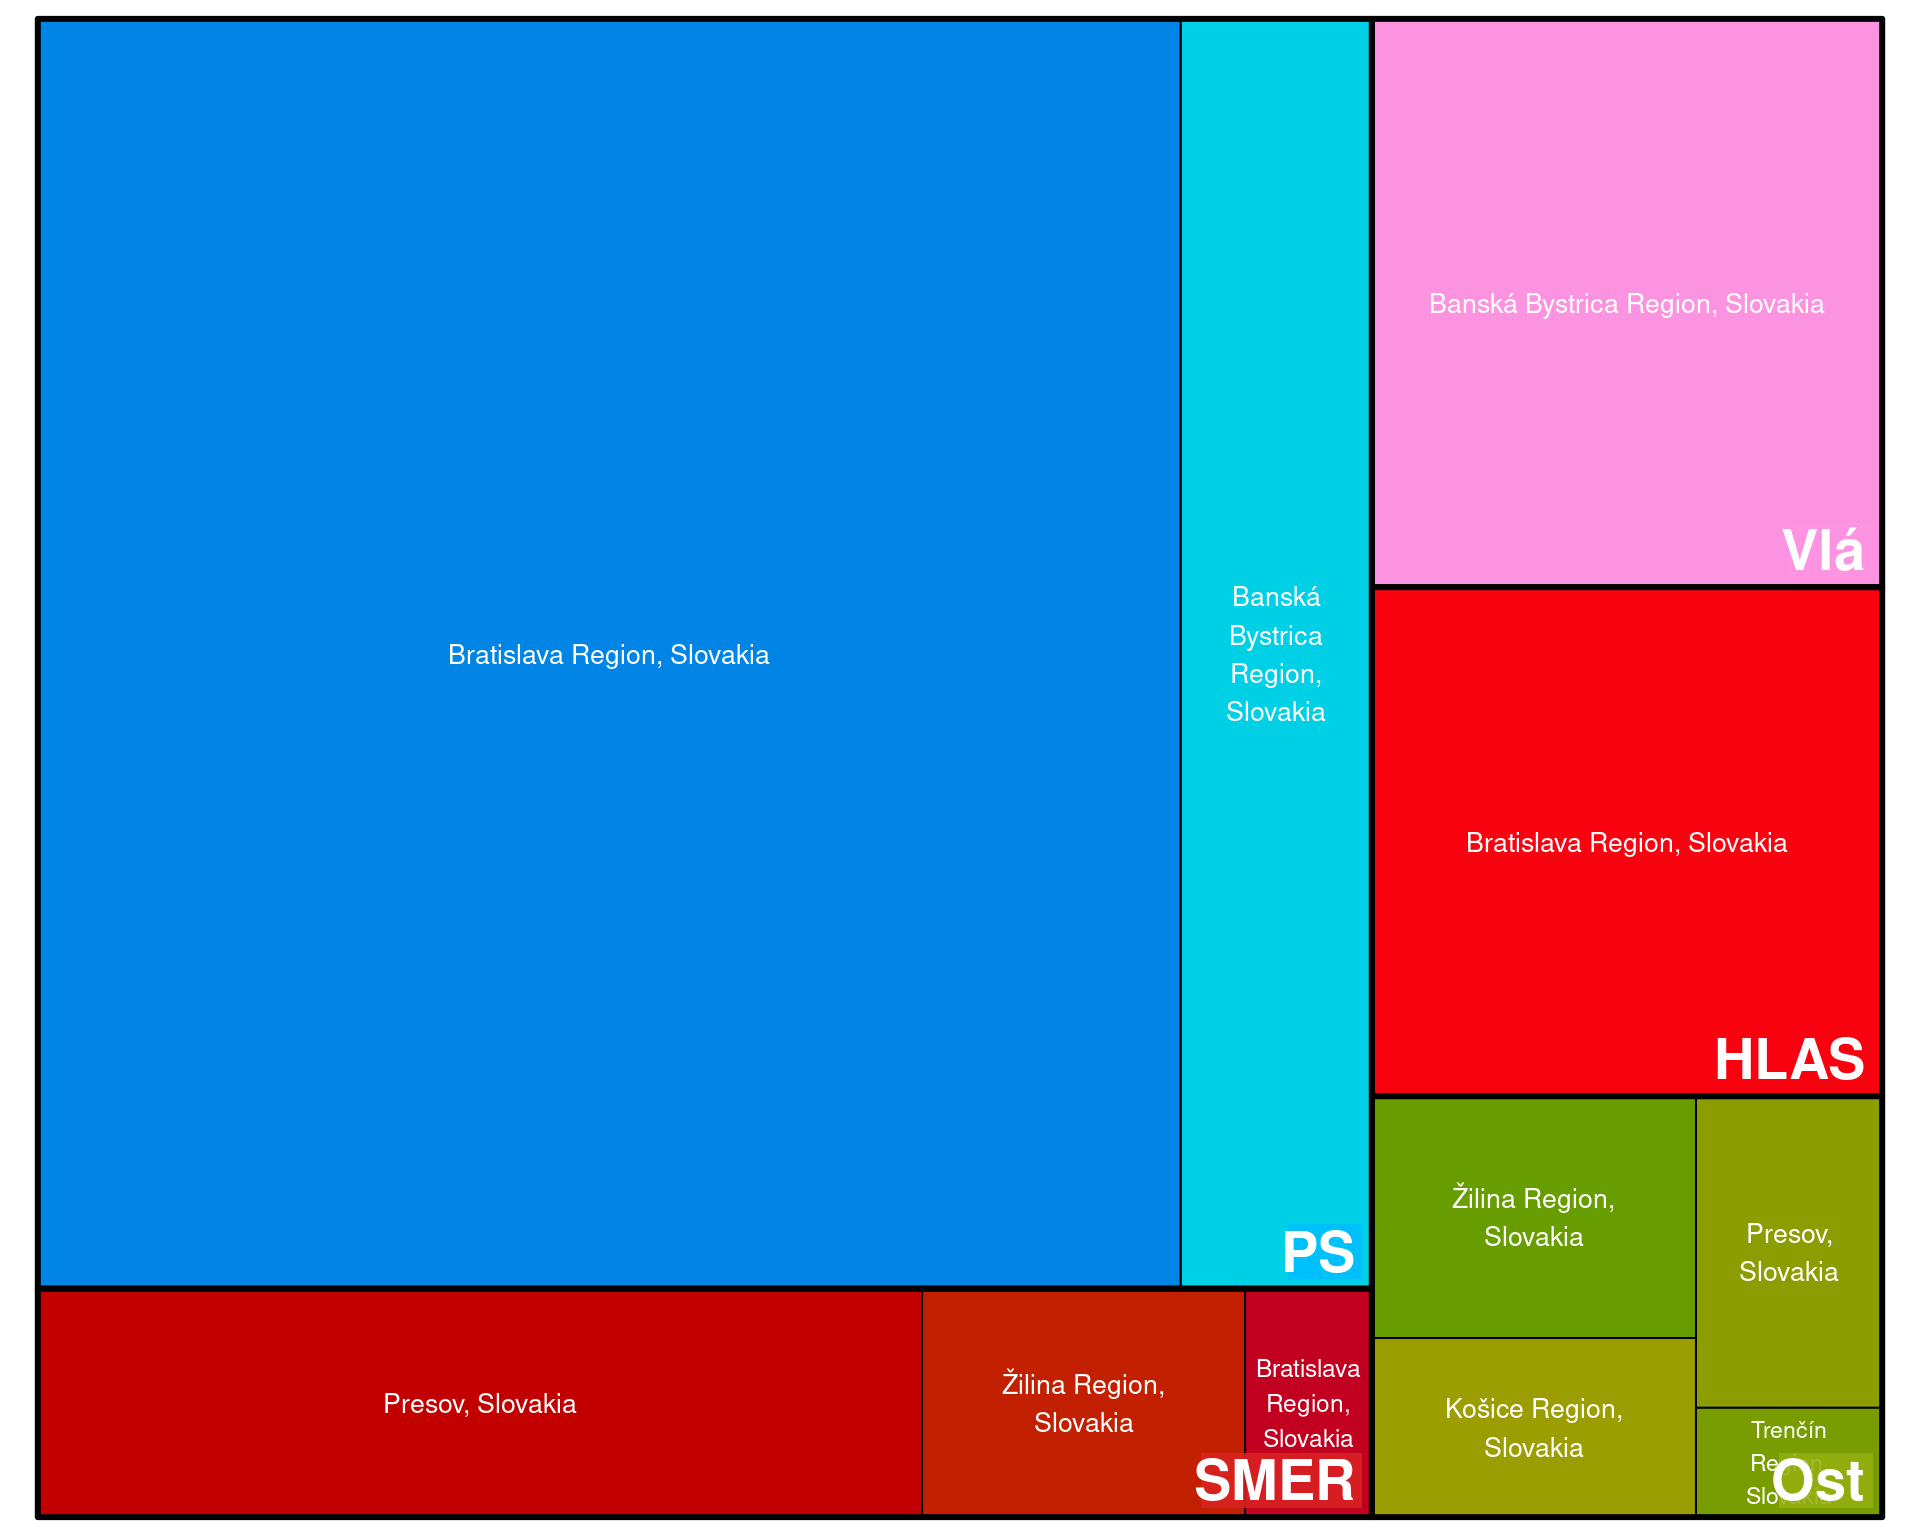 Bratislava Region, Slovakia
Banská
Bystrica
Region,
Slovakia
PS
Banská Bystrica Region, Slovakia
Vlá
Bratislava Region, Slovakia
HLAS
Presov, Slovakia
Žilina Region,
Slovakia
Bratislava
Region,
Slovakia
SMER
Žilina Region,
Slovakia
Presov,
Slovakia
Košice Region,
Slovakia
Trenčín
Ost